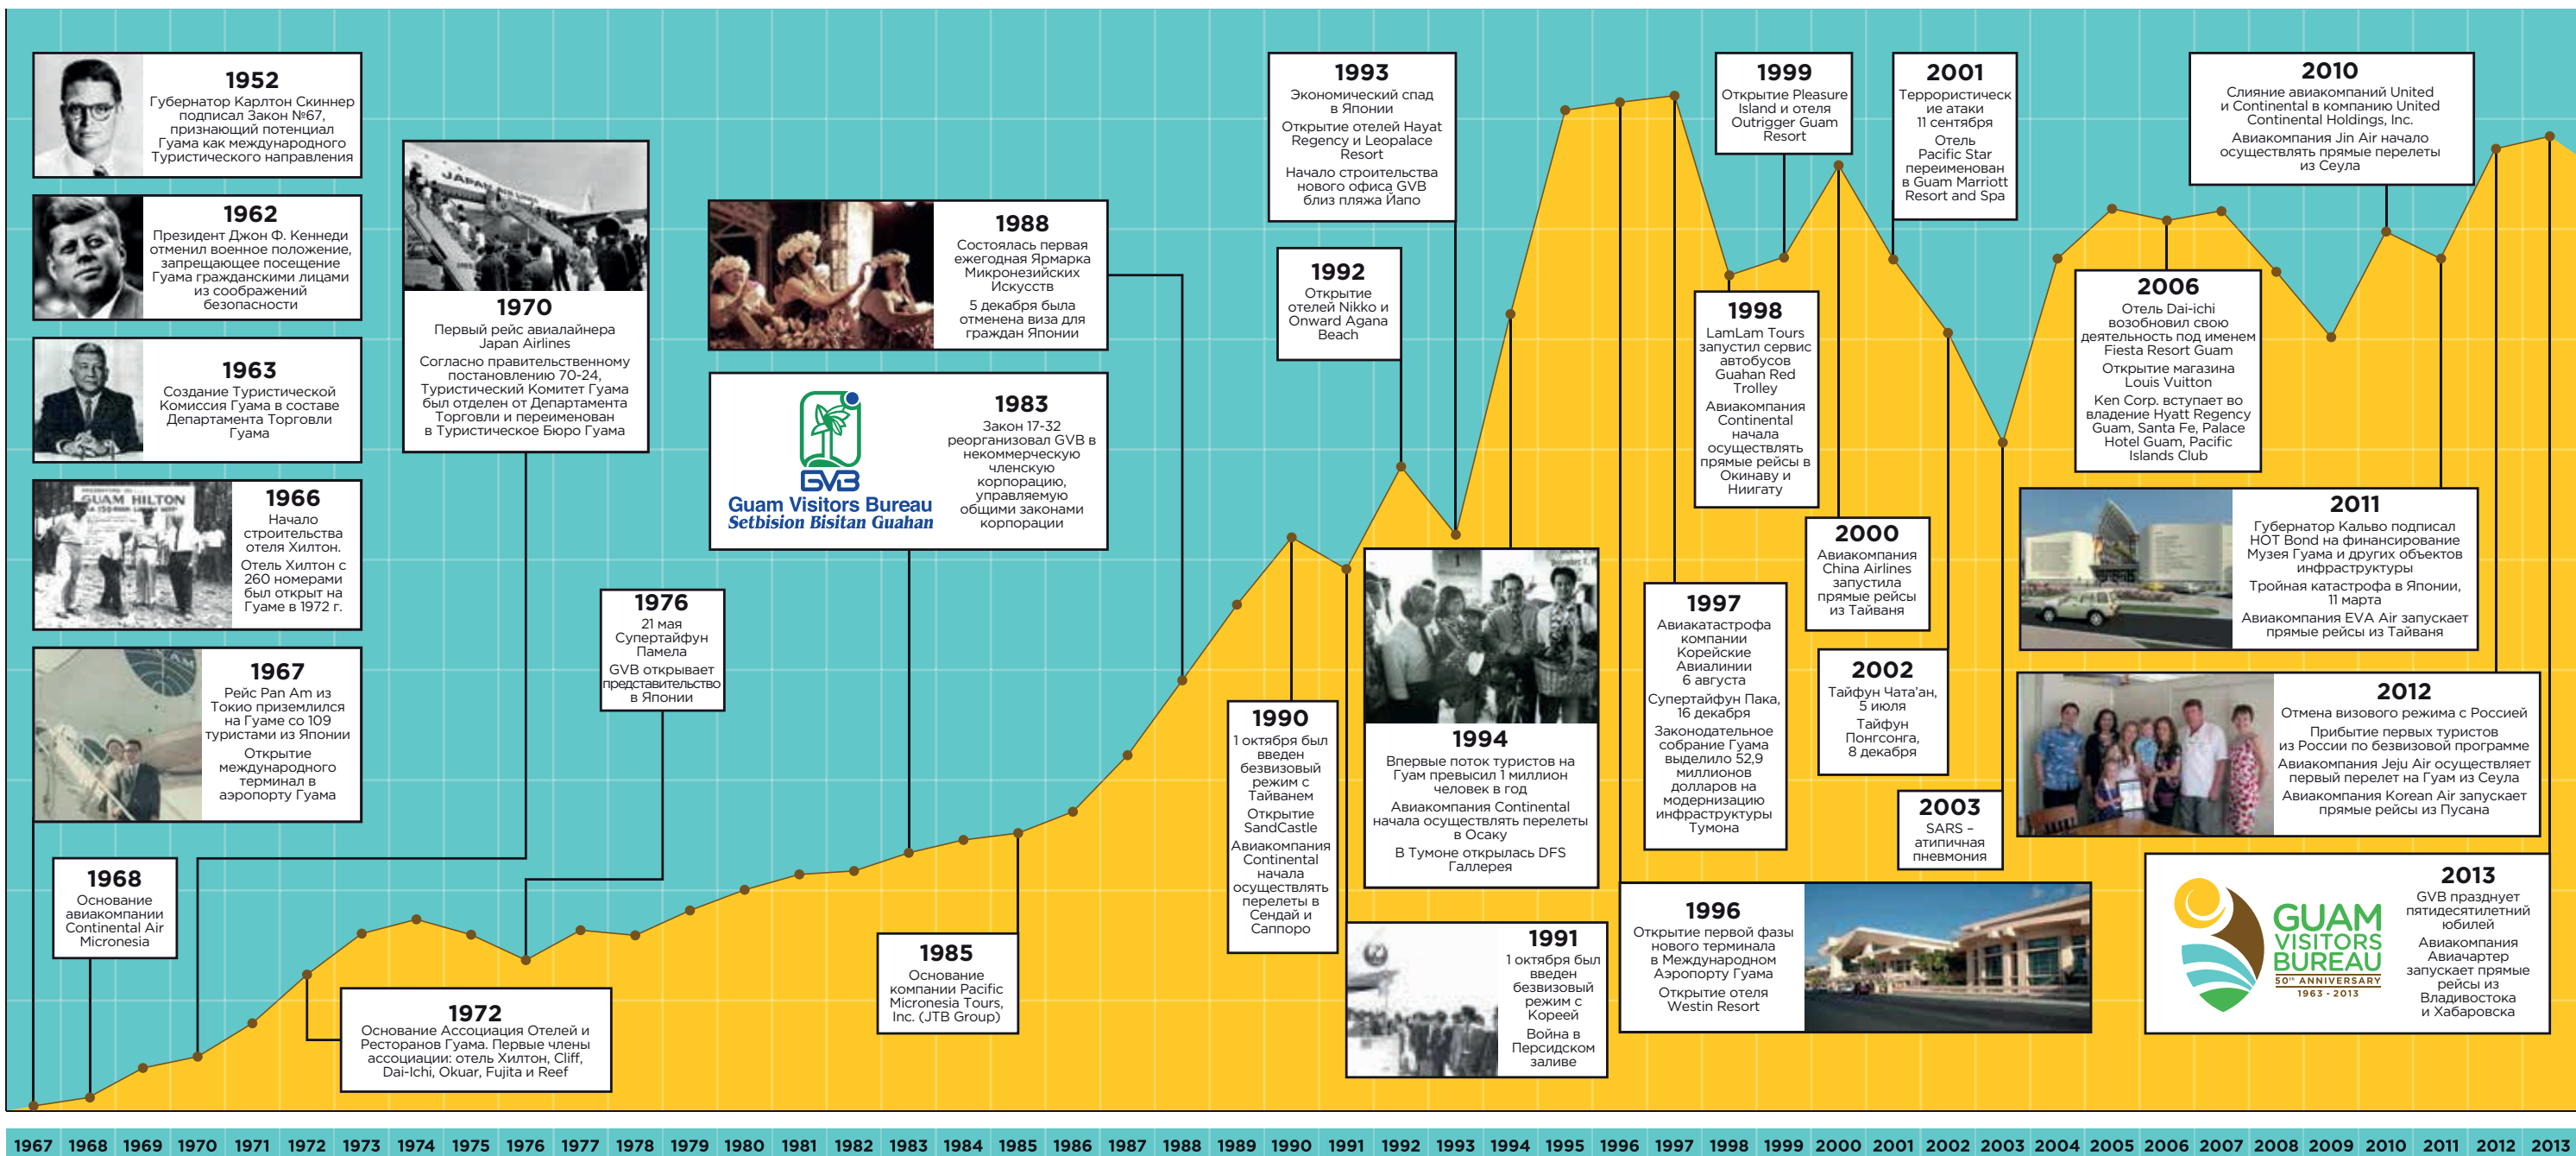 1952
Губернатор Карлтон Скиннер
подписал Закон №67,
признающий потенциал
Гуама как международного
Туристического направления
1962
Президент Джон Ф. Кеннеди
отменил военное положение,
запрещающее посещение
Гуама гражданскими лицами
из соображений
безопасности
1963
Создание Туристической
Комиссия Гуама в составе
Департамента Торговли
Гуама
GUAM HILTON
1966
Начало
строительства
отеля Хилтон.
Отель Хилтон с
260 номерами
был открыт на
Гуаме в 1972 г.
1967
Рейс Pan Am из
Токио приземлился
на Гуаме со 109
туристами из Японии
Открытие
международного
терминал в
аэропорту Гуама
1968
Основание
авиакомпании
Continental Air
Micronesia
JAPAN AIR LINES
1970
Первый рейс авиалайнера
Japan Airlines
Согласно правительственному
постановлению 70-24,
Туристический Комитет Гуама
был отделен от Департамента
Торговли и переименован
в Туристическое Бюро Гуама
1972
Основание Ассоциация Отелей и
Ресторанов Гуама. Первые члены
ассоциации: отель Хилтон, Cliff,
Dai-Ichi, Okuar, Fujita и Reef
1976
21 мая
Супертайфун
Памела
GVB открывает
представительство
в Японии
1988
Состоялась первая
ежегодная Ярмарка
Микронезийских
Искусств
5 декабря была
отменена виза для
граждан Японии
GVB
Guam Visitors Bureau
Setbision Bisitan Guahan
1983
Закон 17-32
реорганизовал GVB в
некоммерческую
членскую
корпорацию,
управляемую
общими законами
корпорации
1985
Основание
компании Pacific
Micronesia Tours,
Inc. (JTB Group)
1993
Экономический спад
в Японии
Открытие отелей Hayat
Regency и Leopalace
Resort
Начало строительства
нового офиса GVB
близ пляжа Йапо
1992
Открытие
отелей Nikko и
Onward Agana
Beach
1990
1 октября был
введен
безвизовый
режим с
Тайванем
Открытие
SandCastle
Авиакомпания
Continental
начала
осуществлять
перелеты в
Сендай и
Саппоро
1994
Впервые поток туристов на
Гуам превысил 1 миллион
человек в год
Авиакомпания Continental
начала осуществлять перелеты
в Осаку
В Тумоне открылась DFS
Галлерея
1991
1 октября был
введен
безвизовый
режим с
Кореей
Война в
Персидском
заливе
1999
Открытие Pleasure
Island и отеля
Outrigger Guam
Resort
1998
LamLam Tours
запустил сервис
автобусов
Guahan Red
Trolley
Авиакомпания
Continental
начала
осуществлять
прямые рейсы в
Окинаву и
Ниигату
1997
Авиакатастрофа
компании
Корейские
Авиалинии
6 августа
Супертайфун Пака,
16 декабря
Законодательное
собрание Гуама
выделило 52,9
миллионов
долларов на
модернизацию
инфраструктуры
Тумона
1996
Открытие первой фазы
нового терминала
в Международном
Аэропорту Гуама
Открытие отеля
Westin Resort
2001
Террористическ
ие атаки
11 сентября
Отель
Pacific Star
переименован
в Guam Marriott
Resort and Spa
2000
Авиакомпания
China Airlines
запустила
прямые рейсы
из Тайваня
2002
Тайфун Чата’ан,
5 июля
Тайфун
Понгсонга,
8 декабря
2003
SARS –
атипичная
пневмония
2010
Слияние авиакомпаний United
и Continental в компанию United
Continental Holdings, Inc.
Авиакомпания Jin Air начало
осуществлять прямые перелеты
из Сеула
2006
Отель Dai-ichi
возобновил свою
деятельность под именем
Fiesta Resort Guam
Открытие магазина
Louis Vuitton
Ken Corp. вступает во
владение Hyatt Regency
Guam, Santa Fe, Palace
Hotel Guam, Pacific
Islands Club
2011
Губернатор Кальво подписал
HOT Bond на финансирование
Музея Гуама и других объектов
инфраструктуры
Тройная катастрофа в Японии,
11 марта
Авиакомпания EVA Air запускает
прямые рейсы из Тайваня
2012
Отмена визового режима с Россией
Прибытие первых туристов
из России по безвизовой программе
Авиакомпания Jeju Air осуществляет
первый перелет на Гуам из Сеула
Авиакомпания Korean Air запускает
прямые рейсы из Пусана
GUAM
VISITORS
BUREAU
50TH ANNIVERSARY
1963 - 2013
2013
GVB празднует
пятидесятилетний
юбилей
Авиакомпания
Авиачартер
запускает прямые
рейсы из
Владивостока
и Хабаровска
1967 1968 1969 1970 1971 1972 1973 1974 1975 1976 1977 1978 1979 1980 1981 1982 1983 1984 1985 1986 1987 1988 1989 1990 1991 1992 1993 1994 1995 1996 1997 1998 1999 2000 2001 2002 2003 2004 2005 2006 2007 2008 2009 2010 2011 2012 2013